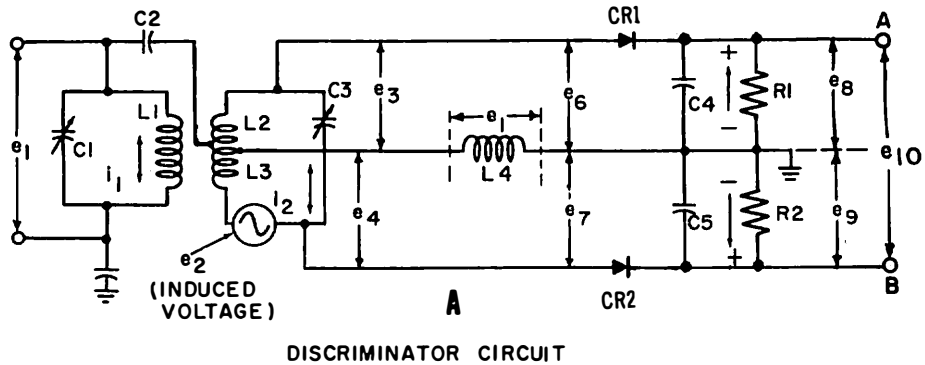 C2
CR1
A
L1
L2
C3
e3
e6
C4
+
R1
e8
e1
C1
i1
e1
L4
−
e10
L3
I2
e4
e7
C5
−
R2
e9
e2
+
(INDUCED
VOLTAGE)
A
CR2
B
DISCRIMINATOR CIRCUIT